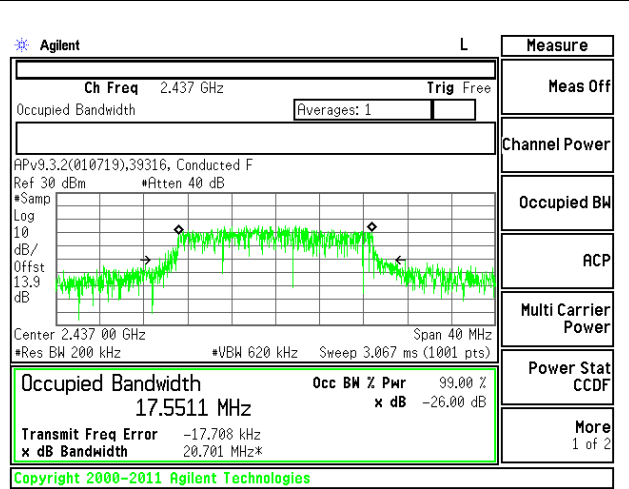 Agilent L Measure
Ch Freq 2.437 GHz Trig Free
Meas Off
Occupied Bandwidth Averages: 1
Channel Power
APv9.3.2(010719),39316, Conducted F
Ref 30 dBm #Atten 40 dB
#Samp
Log
10
dB/
Offst
13.9
dB
Occupied BW
ACP
Multi Carrier
Power
Center 2.437 00 GHz Span 40 MHz
#Res BW 200 kHz #VBW 620 kHz Sweep 3.067 ms (1001 pts)
Power Stat
CCDF
Occupied Bandwidth Occ BW % Pwr 99.00 %
17.5511 MHz x dB -26.00 dB
Transmit Freq Error -17.708 kHz
x dB Bandwidth 20.701 MHz*
More
1 of 2
Copyright 2000-2011 Agilent Technologies